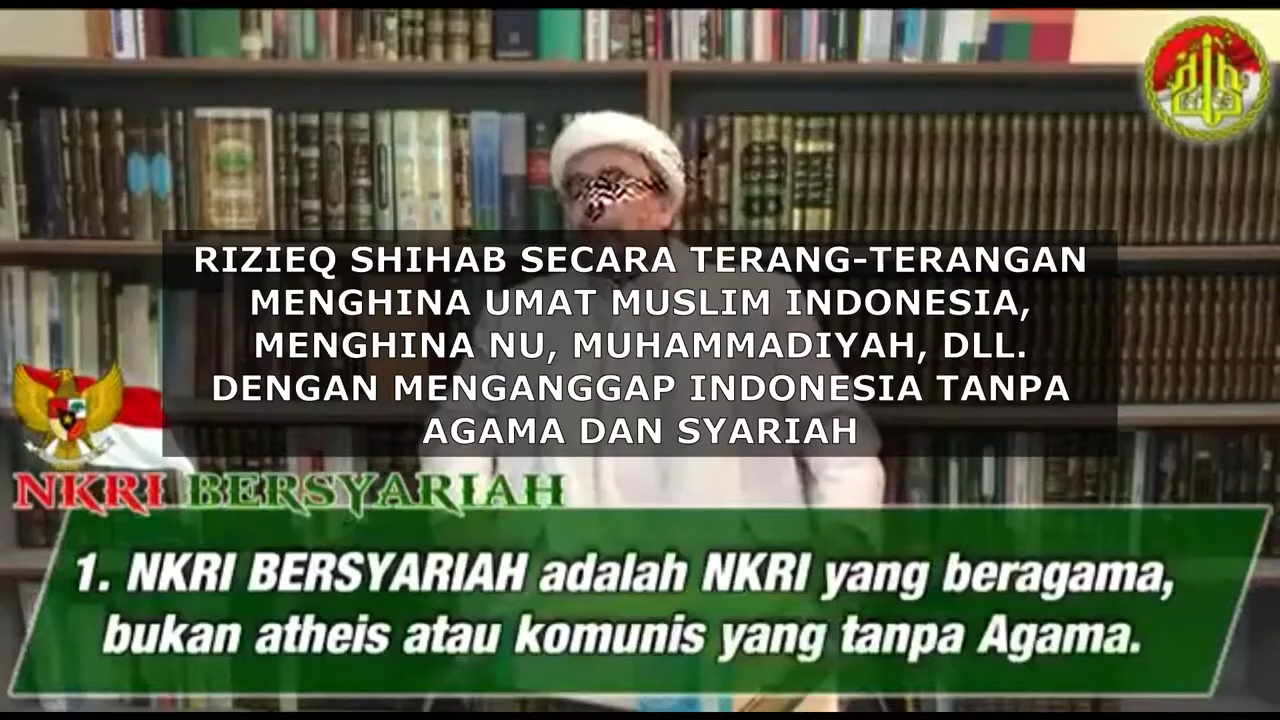 RIZIEQ SHIHAB SECARA TERANG-TERANGAN
MENGHINA UMAT MUSLIM INDONESIA,
MENGHINA NU, MUHAMMADIYAH, DLL.
DENGAN MENGANGGAP INDONESIA TANPA
AGAMA DAN SYARIAH
NKRI BERSYARIAH
1. NKRI BERSYARIAH adalah NKRI yang beragama,
bukan atheis atau komunis yang tanpa Agama.